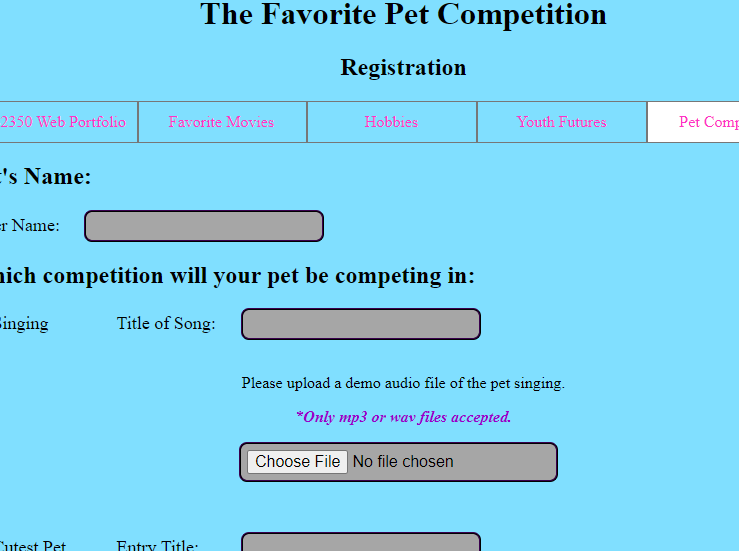 The Favorite Pet Competition
Registration
2350 Web Portfolio Favorite Movies Hobbies Youth Futures Pet Comp
t's Name:
er Name:
hich competition will your pet be competing in:
Singing Title of Song:
Please upload a demo audio file of the pet singing.
*Only mp3 or wav files accepted.
Choose File No file chosen
Cutest Pet Entry Title: